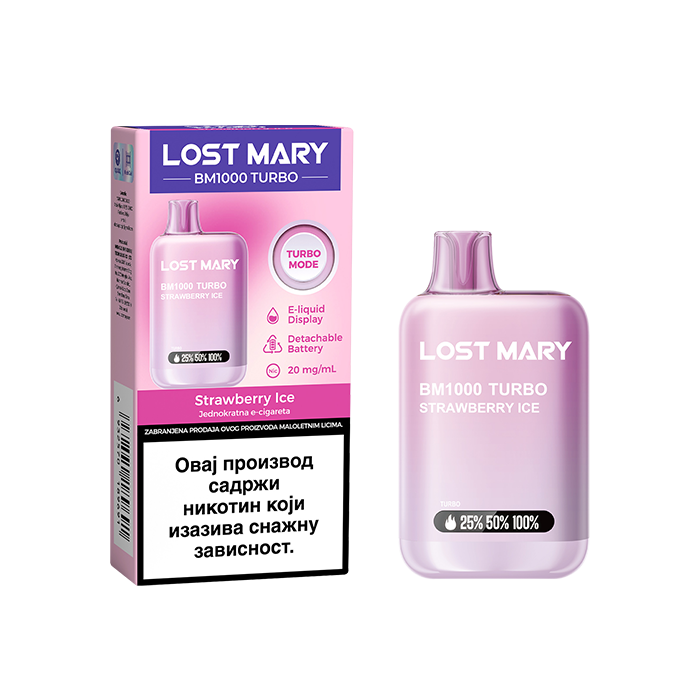 LOST MARY
BM1000 TURBO
LOST MARY
BM1000 TURBO
STRAWBERRY ICE
25% 50% 100%
TURBO
MODE
E-liquid
Display
Detachable
Battery
Nic
20 mg/mL
Strawberry Ice
Jednokratna e-cigareta
ZABRANJENA PRODAJA OVOG PROIZVODA MALOLETNIM LICIMA.
Овај производ
садржи
никотин који
изазива снажну
зависност.
LOST MARY
BM1000 TURBO
STRAWBERRY ICE
TURBO
25% 50% 100%